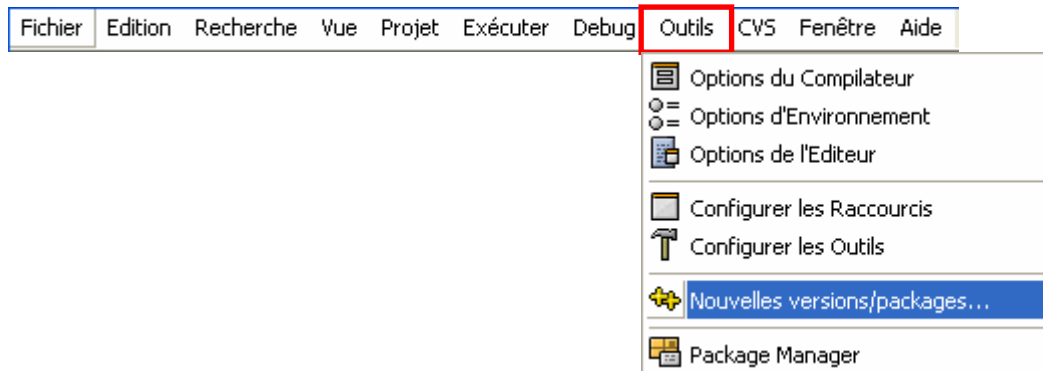 Fichier Edition Recherche Vue Projet Exécuter Debug Outils CVS Fenêtre Aide
Options du Compilateur
Options d'Environnement
Options de l'Editeur
Configurer les Raccourcis
Configurer les Outils
Nouvelles versions/packages...
Package Manager